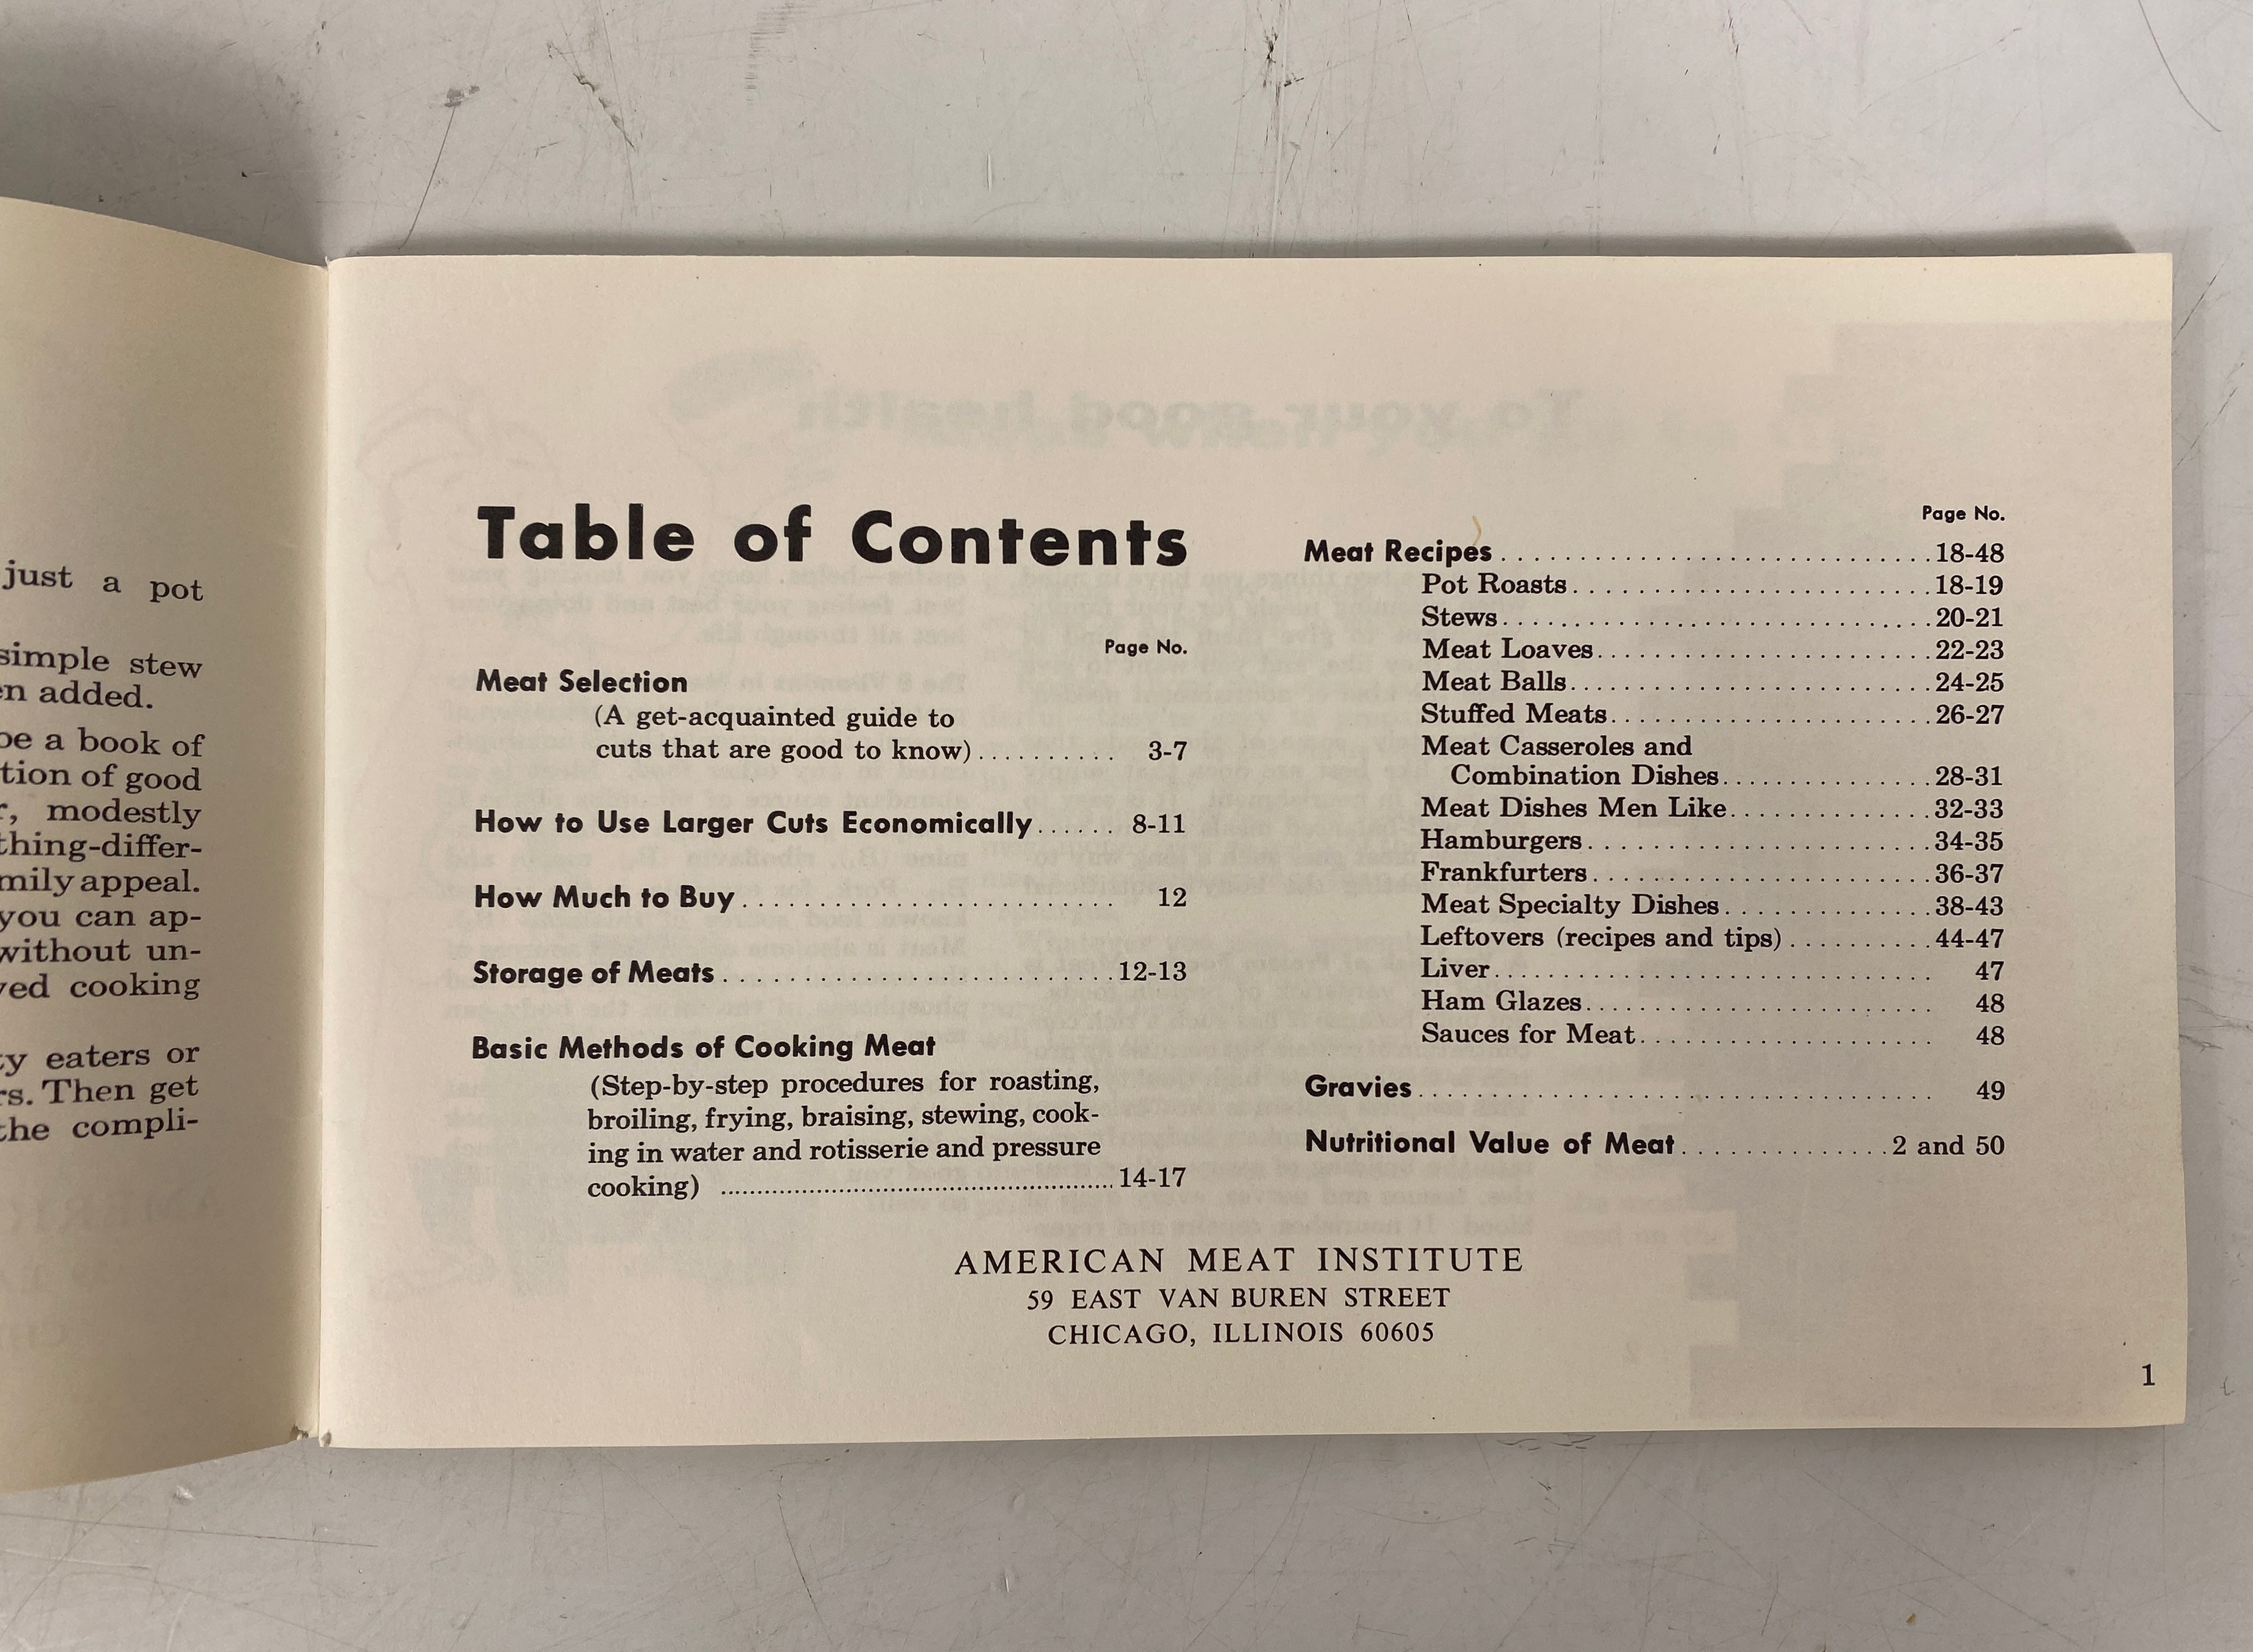 just a pot
simple stew
added.
a book of
of good
modestly
appeal.
you can ap-
without un-
cooking
eaters or
Then get
the compli-
Table of Contents
Page No.
Meat Selection
(A get-acquainted guide to
cuts that are good to know).......... 3-7
How to Use Larger Cuts Economically...... 8-11
How Much to Buy........................ 12
Storage of Meats.........................12-13
Basic Methods of Cooking Meat
(Step-by-step procedures for roasting,
broiling, frying, braising, stewing, cook-
ing in water and rotisserie and pressure
cooking) ........................................................14-17
Page No.
Meat Recipes...........................18-48
Pot Roasts.......................18-19
Stews............................20-21
Meat Loaves.....................22-23
Meat Balls.......................24-25
Stuffed Meats....................26-27
Meat Casseroles and
Combination Dishes.............28-31
Meat Dishes Men Like.............32-33
Hamburgers......................34-35
Frankfurters......................36-37
Meat Specialty Dishes.............38-43
Leftovers (recipes and tips)..........44-47
Liver............................ 47
Ham Glazes...................... 48
Sauces for Meat................... 48
Gravies................................. 49
Nutritional Value of Meat..............2 and 50
AMERICAN MEAT INSTITUTE
59 EAST VAN BUREN STREET
CHICAGO, ILLINOIS 60605
1